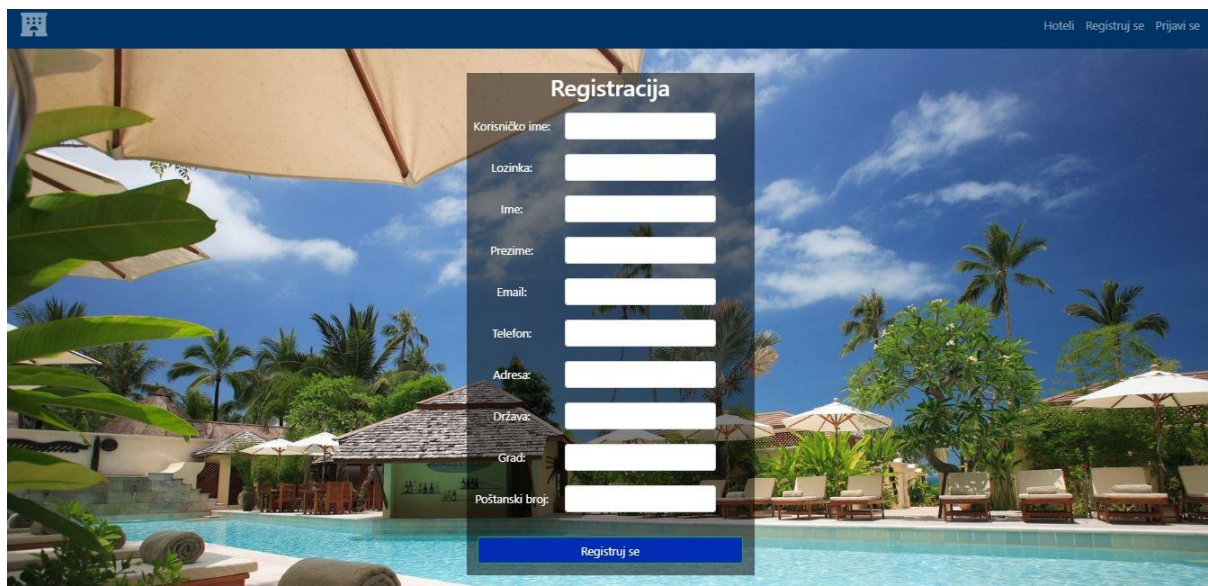 Hoteli Registruj se Prijavi se
Registracija
Korisničko ime:
Lozinka:
Ime:
Prezime:
Email:
Telefon:
Adresa:
Država:
Grad:
Poštanski broj:
Registruj se